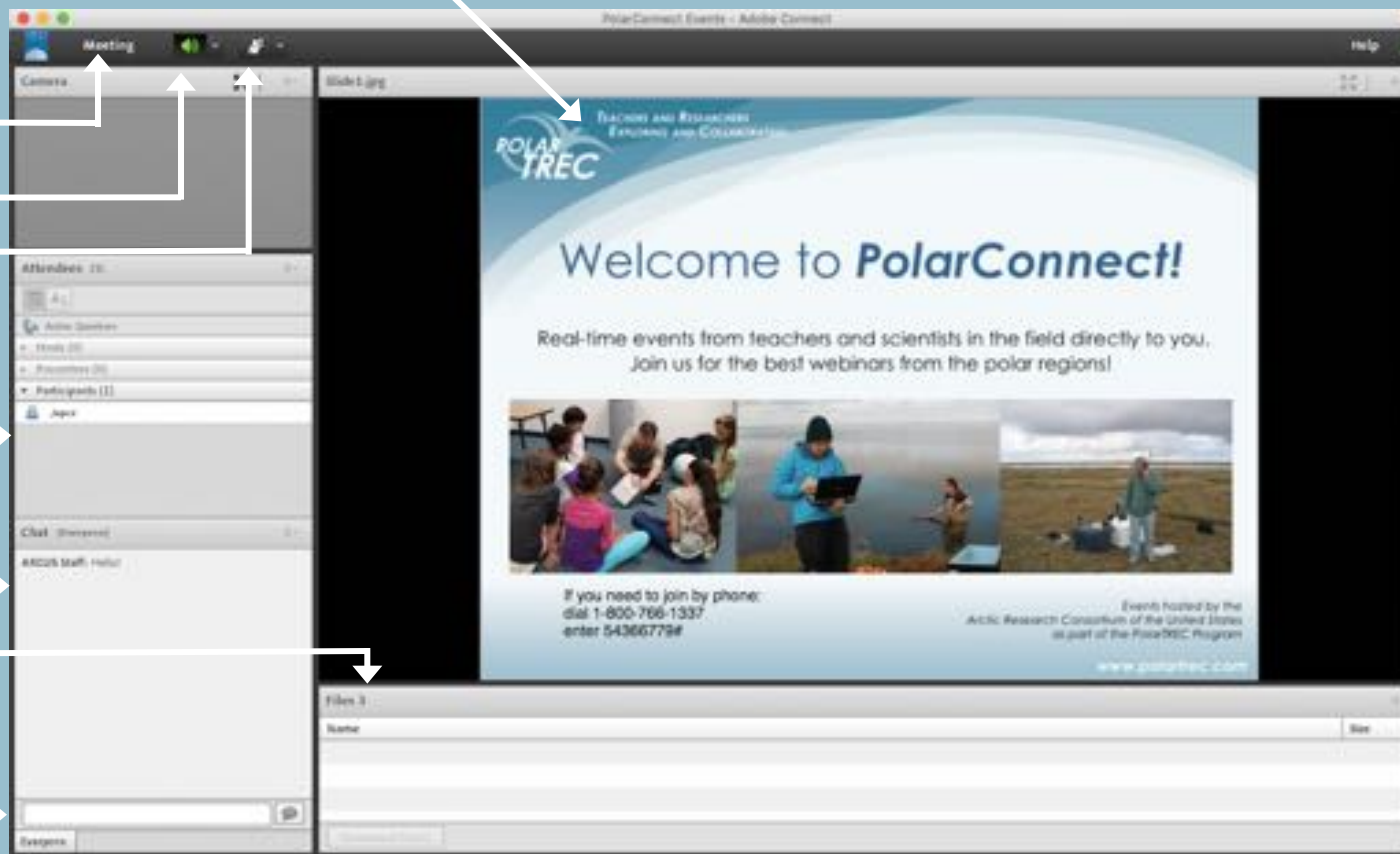 PolarConnect Events - Adobe Connect
Meeting
Help
Camera
Slide1.jpg
TEACHERS AND RESEARCHERS
EXPLORING AND COLLABORATING
POLAR
TREC
Welcome to PolarConnect!
Real-time events from teachers and scientists in the field directly to you.
Join us for the best webinars from the polar regions!
If you need to join by phone:
dial 1-800-766-1337
enter 54366779#
Events hosted by the
Arctic Research Consortium of the United States
as part of the PolarTREC Program
www.polartrec.com
Attendees
Active Speakers
Hosts (0)
Presenters (0)
Participants (1)
Chat (Everyone)
ARCUS Staff: Hello!
Everyone
Files 3
Name
Size